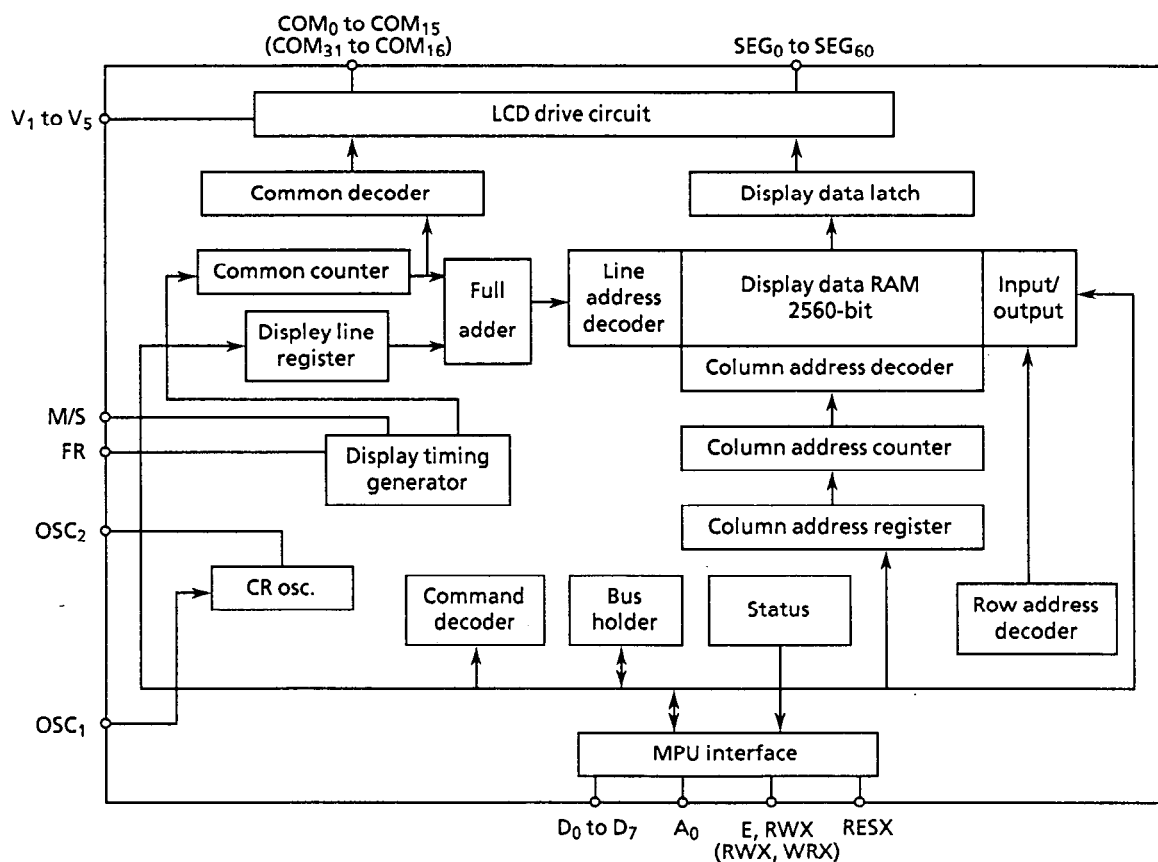 COM₀ to COM₁₅
(COM₃₁ to COM₁₆)
SEG₀ to SEG₆₀
V₁ to V₅
LCD drive circuit
Common decoder
Display data latch
Common counter
Full
adder
Line
address
decoder
Display data RAM
2560-bit
Input/
output
Display line
register
Column address decoder
M/S
FR
Display timing
generator
Column address counter
OSC₂
Column address register
CR osc.
Command
decoder
Bus
holder
Status
Row address
decoder
OSC₁
MPU interface
D₀ to D₇
A₀
E, RWX
(RWX, WRX)
RESX